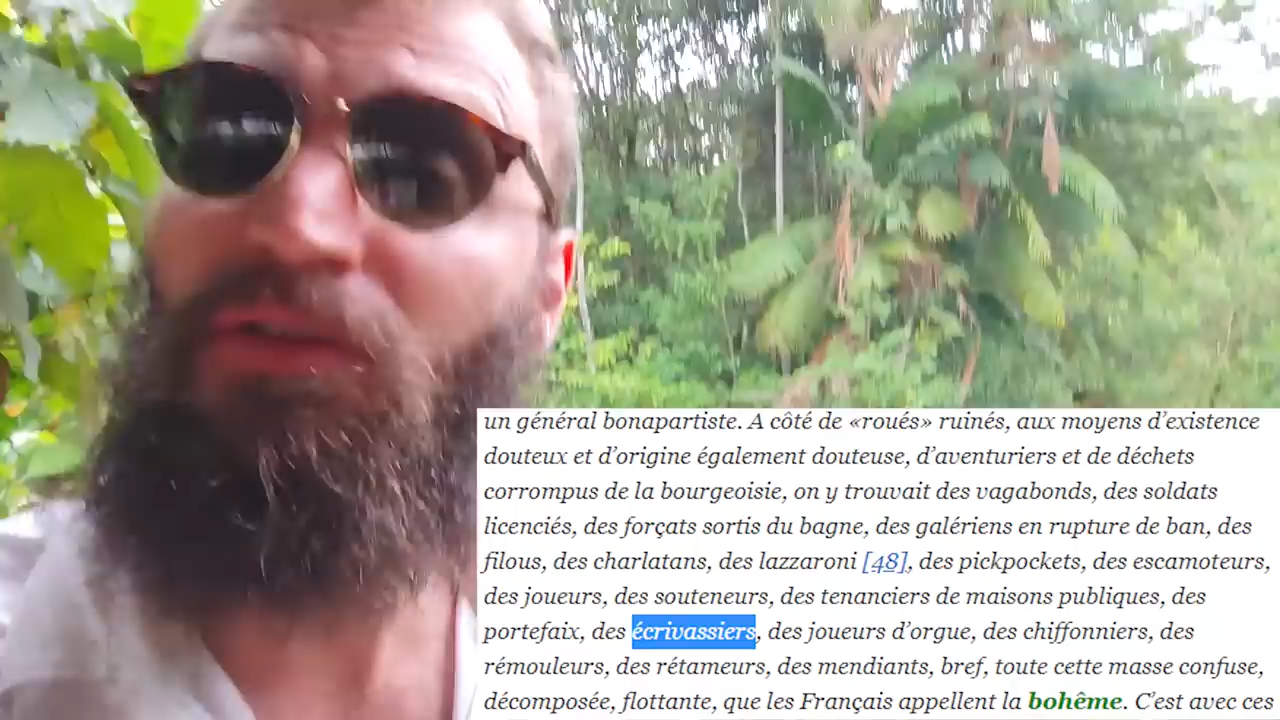 un général bonapartiste. A côté de «roués» ruinés, aux moyens d’existence
douteux et d’origine également douteuse, d’aventuriers et de déchets
corrompus de la bourgeoisie, on y trouvait des vagabonds, des soldats
licenciés, des forçats sortis du bagne, des galériens en rupture de ban, des
filous, des charlatans, des lazzaroni [48], des pickpockets, des escamoteurs,
des joueurs, des souteneurs, des tenanciers de maisons publiques, des
portefaix, des écrivassiers, des joueurs d’orgue, des chiffonniers, des
rémouleurs, des rétameurs, des mendiants, bref, toute cette masse confuse,
décomposée, flottante, que les Français appellent la bohême. C’est avec ces